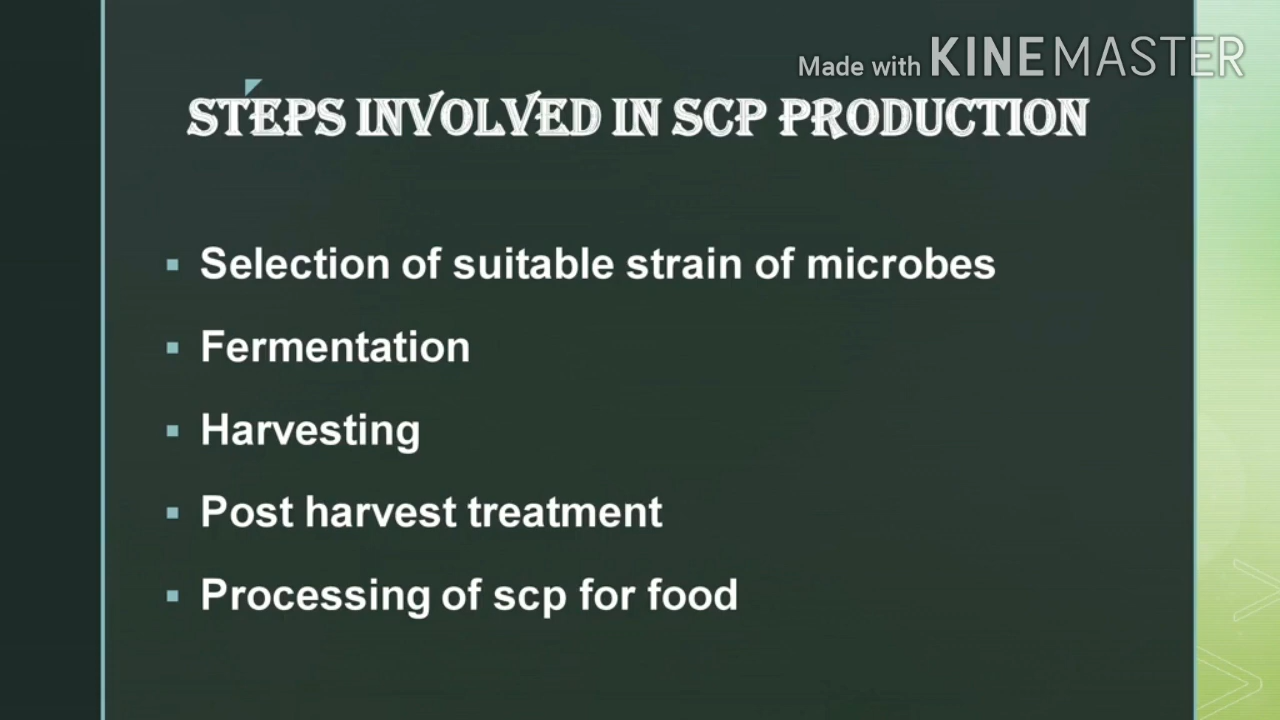 Made with KINEMASTER
STEPS INVOLVED IN SCP PRODUCTION
▪ Selection of suitable strain of microbes
▪ Fermentation
▪ Harvesting
▪ Post harvest treatment
▪ Processing of scp for food